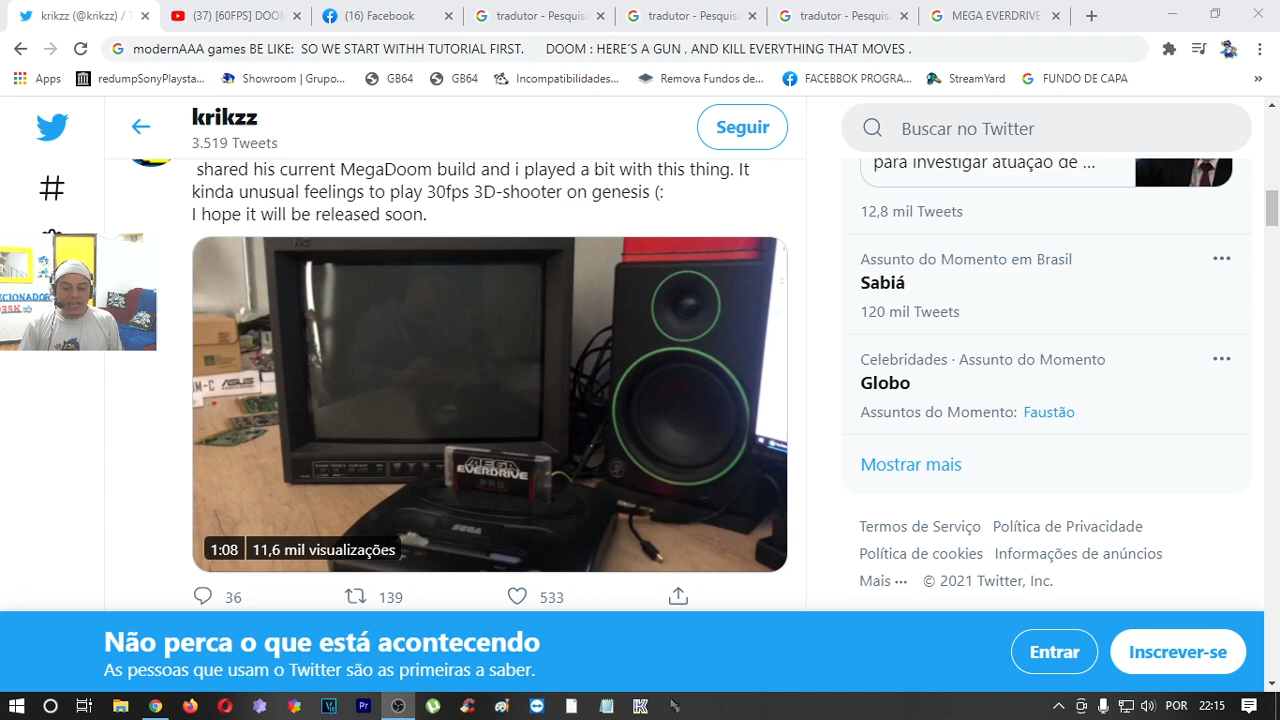 krikzz (@krikzz) / T
(37) [60FPS] DOOM
(16) Facebook
tradutor - Pesquisa
tradutor - Pesquisa
tradutor - Pesquisa
MEGA EVERDRIVE
modernAAA games BE LIKE: SO WE START WITHH TUTORIAL FIRST. DOOM : HERE´S A GUN , AND KILL EVERYTHING THAT MOVES .
Apps
redumpSonyPlaysta...
Showroom | Grupo...
GB64
GB64
Incompatibilidades...
Remova Fundos de...
FACEBBOK PROGRA...
StreamYard
FUNDO DE CAPA
»
krikzz
3.519 Tweets
Seguir
Buscar no Twitter
shared his current MegaDoom build and i played a bit with this thing. It
kinda unusual feelings to play 30fps 3D-shooter on genesis (:
I hope it will be released soon.
JVC
ASUS
MEGA
EVERDRIVE
PRO
SEGA
1:08 11,6 mil visualizações
36
139
533
para investigar atuação de ...
12,8 mil Tweets
Assunto do Momento em Brasil
Sabiá
120 mil Tweets
Celebridades · Assunto do Momento
Globo
Assuntos do Momento: Faustão
Mostrar mais
Termos de Serviço Política de Privacidade
Política de cookies Informações de anúncios
Mais ··· © 2021 Twitter, Inc.
Não perca o que está acontecendo
As pessoas que usam o Twitter são as primeiras a saber.
Entrar
Inscrever-se
POR
22:15